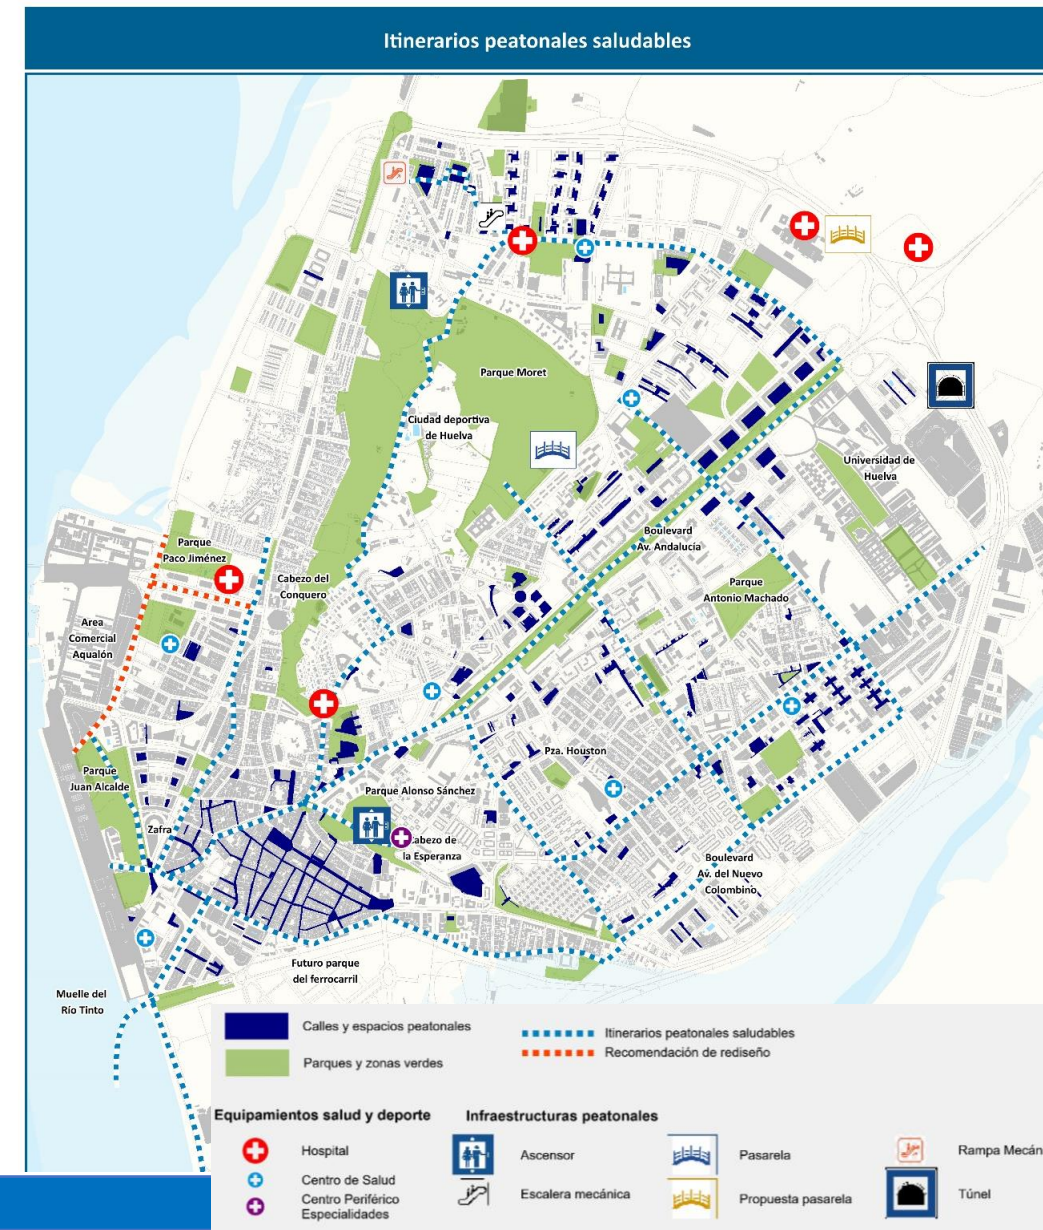 Itinerarios peatonales saludables
Parque Moret
Ciudad deportiva
de Huelva
Universidad de
Huelva
Boulevard
Av. Andalucía
Parque
Paco Jiménez
Cabezo del
Conquero
Parque
Antonio Machado
Area
Comercial
Aqualón
Pza. Houston
Parque
Juan Alcalde
Parque Alonso Sánchez
Zafra
Cabezo de
la Esperanza
Boulevard
Av. del Nuevo
Colombino
Futuro parque
del ferrocarril
Muelle del
Río Tinto
Calles y espacios peatonales
Parques y zonas verdes
Itinerarios peatonales saludables
Recomendación de rediseño
Equipamientos salud y deporte
Hospital
Centro de Salud
Centro Periférico
Especialidades
Infraestructuras peatonales
Ascensor
Escalera mecánica
Pasarela
Propuesta pasarela
Rampa Mecán
Túnel